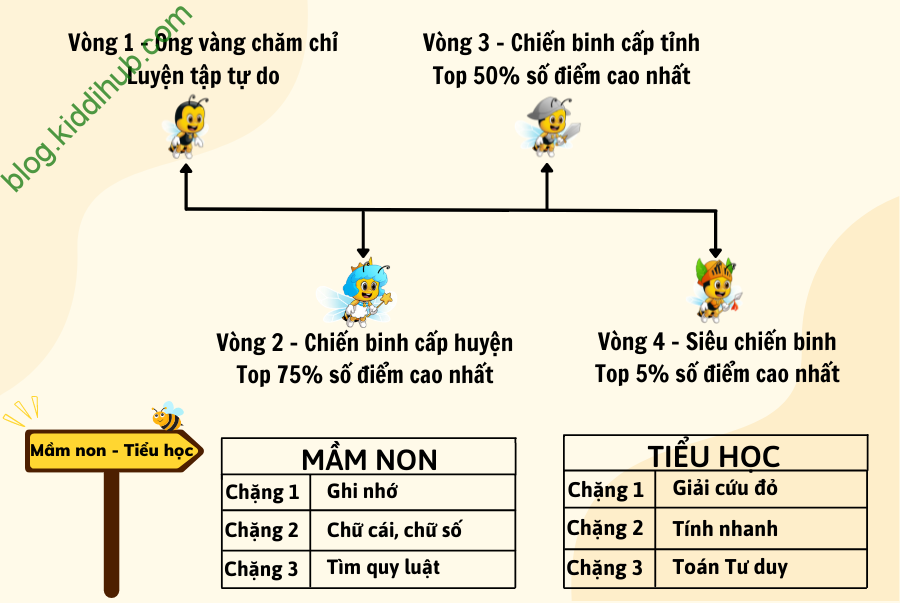 blog.kiddihub.com
Vòng 1 - Ong vàng chăm chỉ
Luyện tập tự do
Vòng 3 - Chiến binh cấp tỉnh
Top 50% số điểm cao nhất
Vòng 2 - Chiến binh cấp huyện
Top 75% số điểm cao nhất
Vòng 4 - Siêu chiến binh
Top 5% số điểm cao nhất
Mầm non - Tiểu học
MẦM NON
Chặng 1 Ghi nhớ
Chặng 2 Chữ cái, chữ số
Chặng 3 Tìm quy luật
TIỂU HỌC
Chặng 1 Giải cứu đỏ
Chặng 2 Tính nhanh
Chặng 3 Toán Tư duy